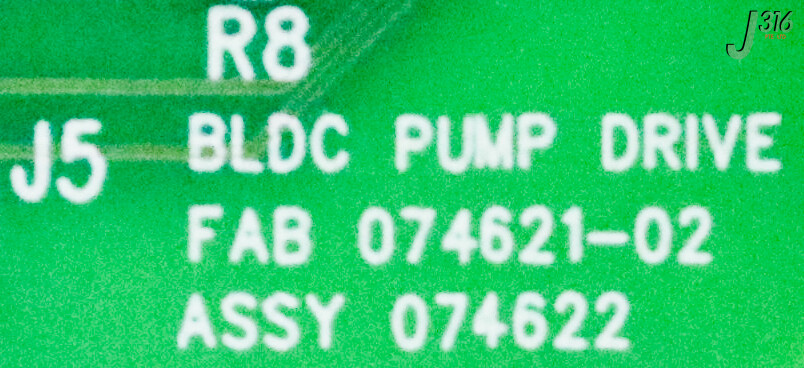 R8
J316
J5
BLDC PUMP DRIVE
FAB 074621-02
ASSY 074622